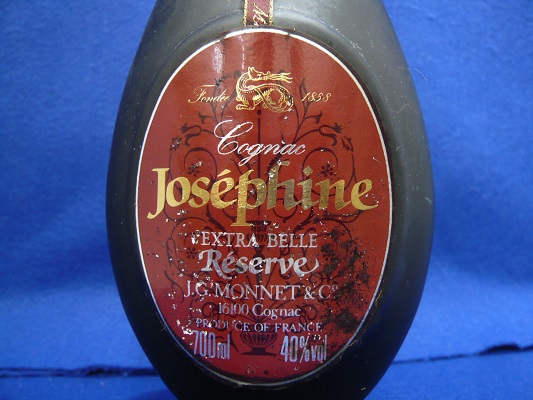 Fondée 1838
Cognac
Joséphine
EXTRA BELLE
Réserve
J.G. MONNET & Co
16100 Cognac
PRODUCE OF FRANCE
700ml 40%vol